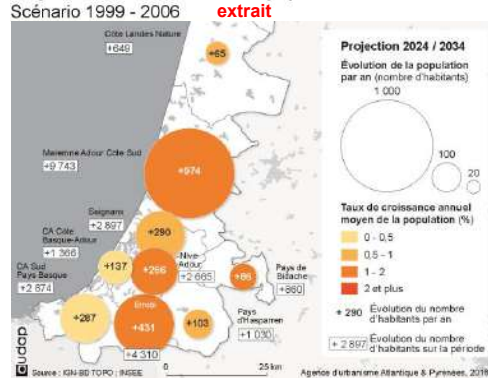 Scénario 1999 - 2006 extrait
Côte Landes Nature
+649
+65
Maremne Adour Côte Sud
+9 743
+974
Seignanx
+2 897
+290
CA Côte
Basque-Adour
+1 366
+137
Nive-
Adour
+2 665
+266
CA Sud
Pays Basque
+2 874
+287
+86
Pays de
Bidache
+860
Errobi
+431
+4 310
+103
Pays
d'Hasparren
+1 030
Projection 2024 / 2034
Évolution de la population
par an (nombre d'habitants)
1 000
100
20
Taux de croissance annuel
moyen de la population (%)
0 - 0,5
0,5 - 1
1 - 2
2 et plus
+ 290 Évolution du nombre
d'habitants par an
+ 2 897 Évolution du nombre
d'habitants sur la période
audap
Source : IGN-BD TOPO ; INSEE
25 km
Agence d'urbanisme Atlantique & Pyrénées, 2016